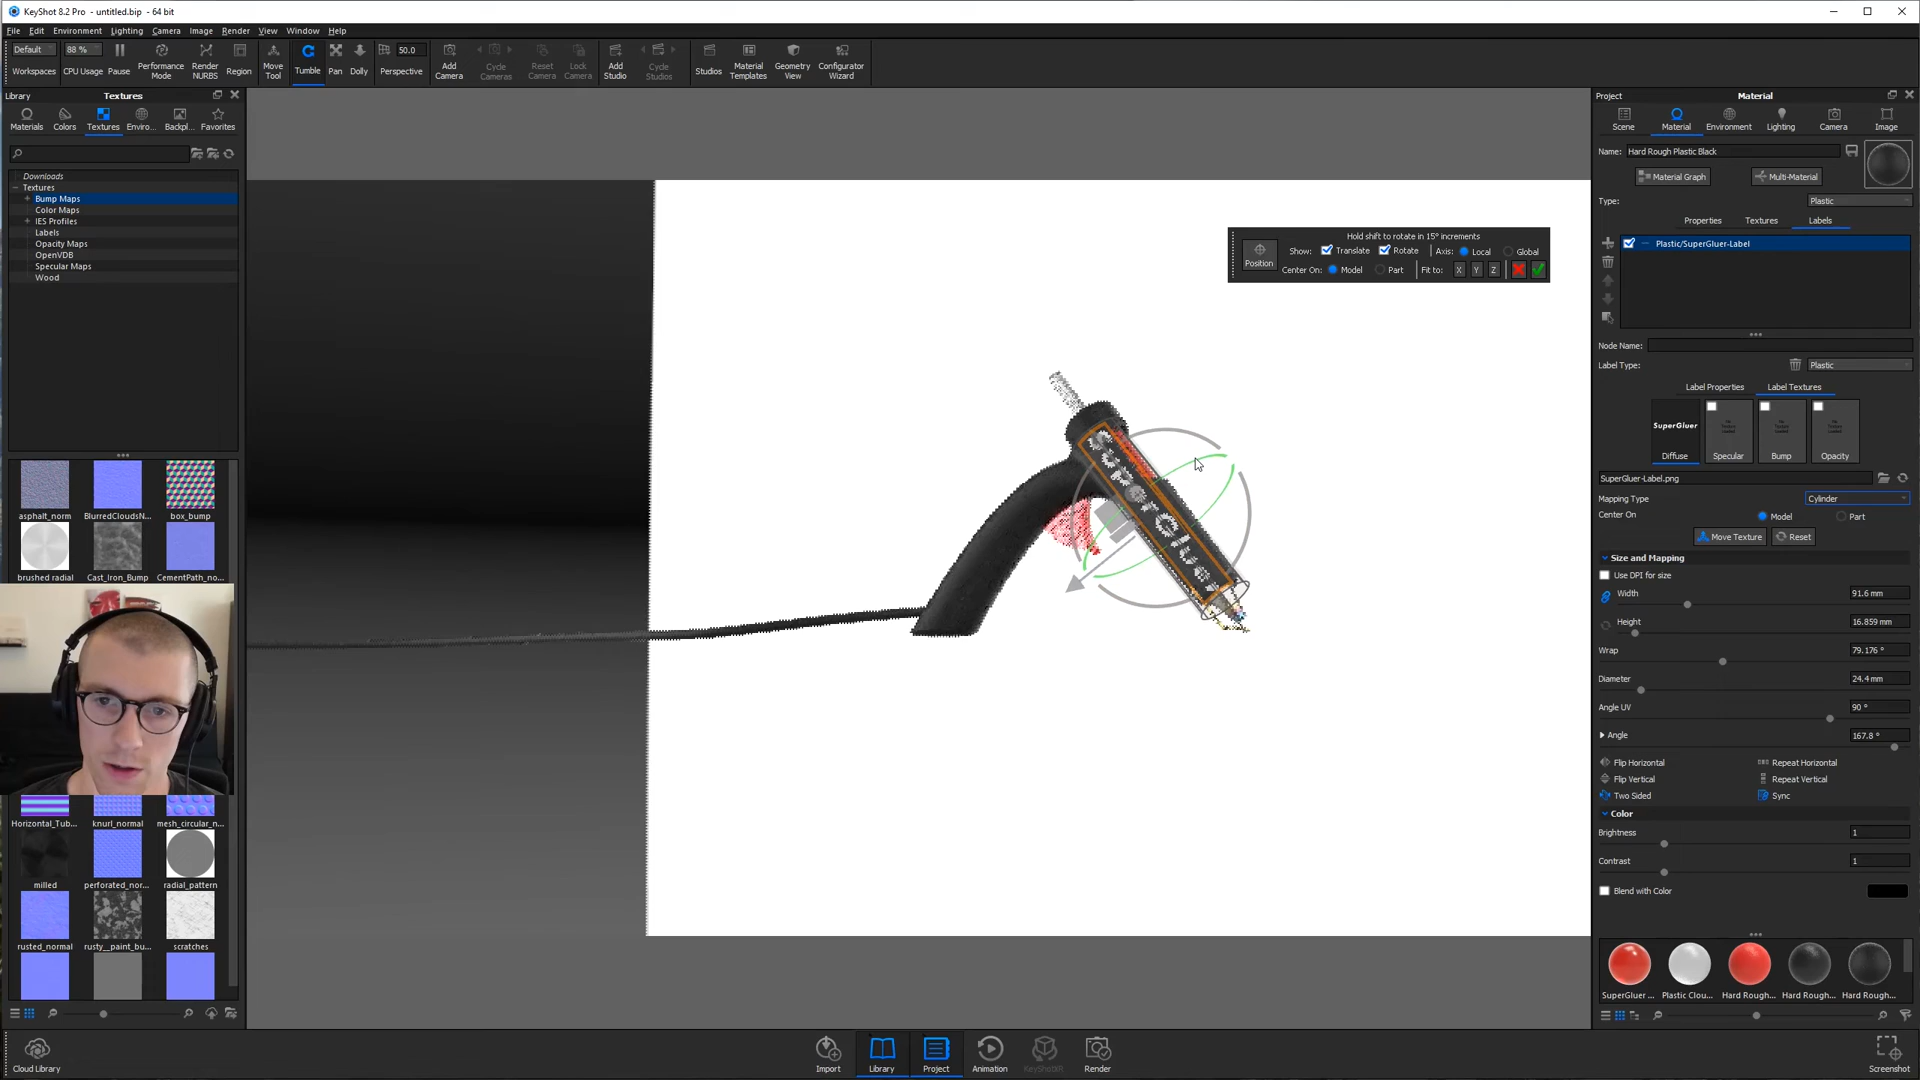 KeyShot 8.2 Pro - untitled.bip - 64 bit
File Edit Environment Lighting Camera Image Render View Window Help
Default 88 % 50.0
Workspaces CPU Usage Pause Performance Mode Render NURBS Region Move Tool Tumble Pan Dolly Perspective Add Camera Cycle Cameras Reset Camera Lock Camera Add Studio Cycle Studios Studios Material Templates Geometry View Configurator Wizard
Library Textures
Materials Colors Textures Enviro... Backpl... Favorites
Downloads
Textures
Bump Maps
Color Maps
IES Profiles
Labels
Opacity Maps
OpenVDB
Specular Maps
Wood
asphalt_norm BlurredCloudsN... box_bump
brushed radial Cast_Iron_Bump CementPath_no...
Horizontal_Tub... knurl_normal mesh_circular_n...
milled perforated_nor... radial_pattern
rusted_normal rusty__paint_bu... scratches
Cloud Library
Hold shift to rotate in 15° increments
Position Show: Translate Rotate Axis: Local Global
Center On: Model Part Fit to: X Y Z
Import Library Project Animation KeyShotXR Render Screenshot
Project Material
Scene Material Environment Lighting Camera Image
Name: Hard Rough Plastic Black
Material Graph Multi-Material
Type: Plastic
Properties Textures Labels
Plastic/SuperGluer-Label
Node Name:
Label Type: Plastic
Label Properties Label Textures
SuperGluer
Diffuse Specular Bump Opacity
SuperGluer-Label.png
Mapping Type Cylinder
Center On Model Part
Move Texture Reset
Size and Mapping
Use DPI for size
Width 91.6 mm
Height 16.859 mm
Wrap 79.176 °
Diameter 24.4 mm
Angle UV 90 °
Angle 167.8 °
Flip Horizontal Repeat Horizontal
Flip Vertical Repeat Vertical
Two Sided Sync
Color
Brightness 1
Contrast 1
Blend with Color
SuperGluer ... Plastic Clou... Hard Rough... Hard Rough... Hard Rough...